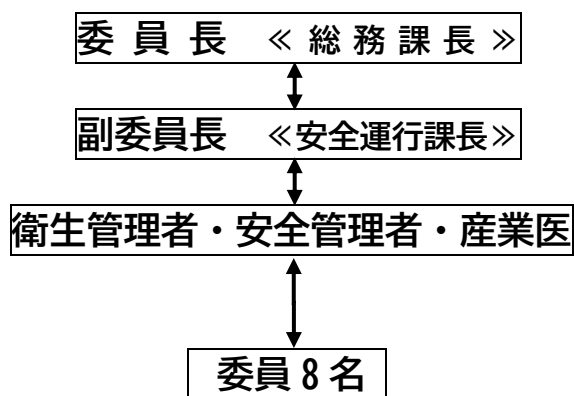 委 員 長 ≪ 総 務 課 長 ≫
副委員長 ≪安全運行課長≫
衛生管理者・安全管理者・産業医
委員 8 名